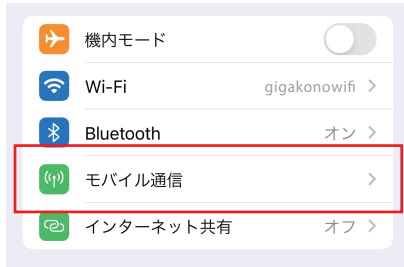 機内モード
Wi-Fi gigakonowifi
Bluetooth オン
モバイル通信
インターネット共有 オフ